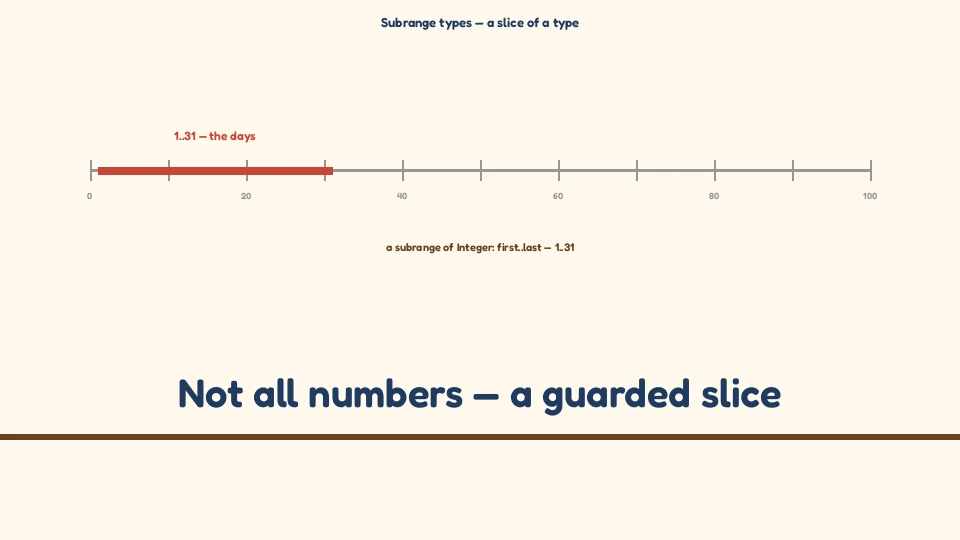 Subrange types — a slice of a type
1..31 — the days
0 20 40 60 80 100
a subrange of Integer: first..last — 1..31
Not all numbers — a guarded slice